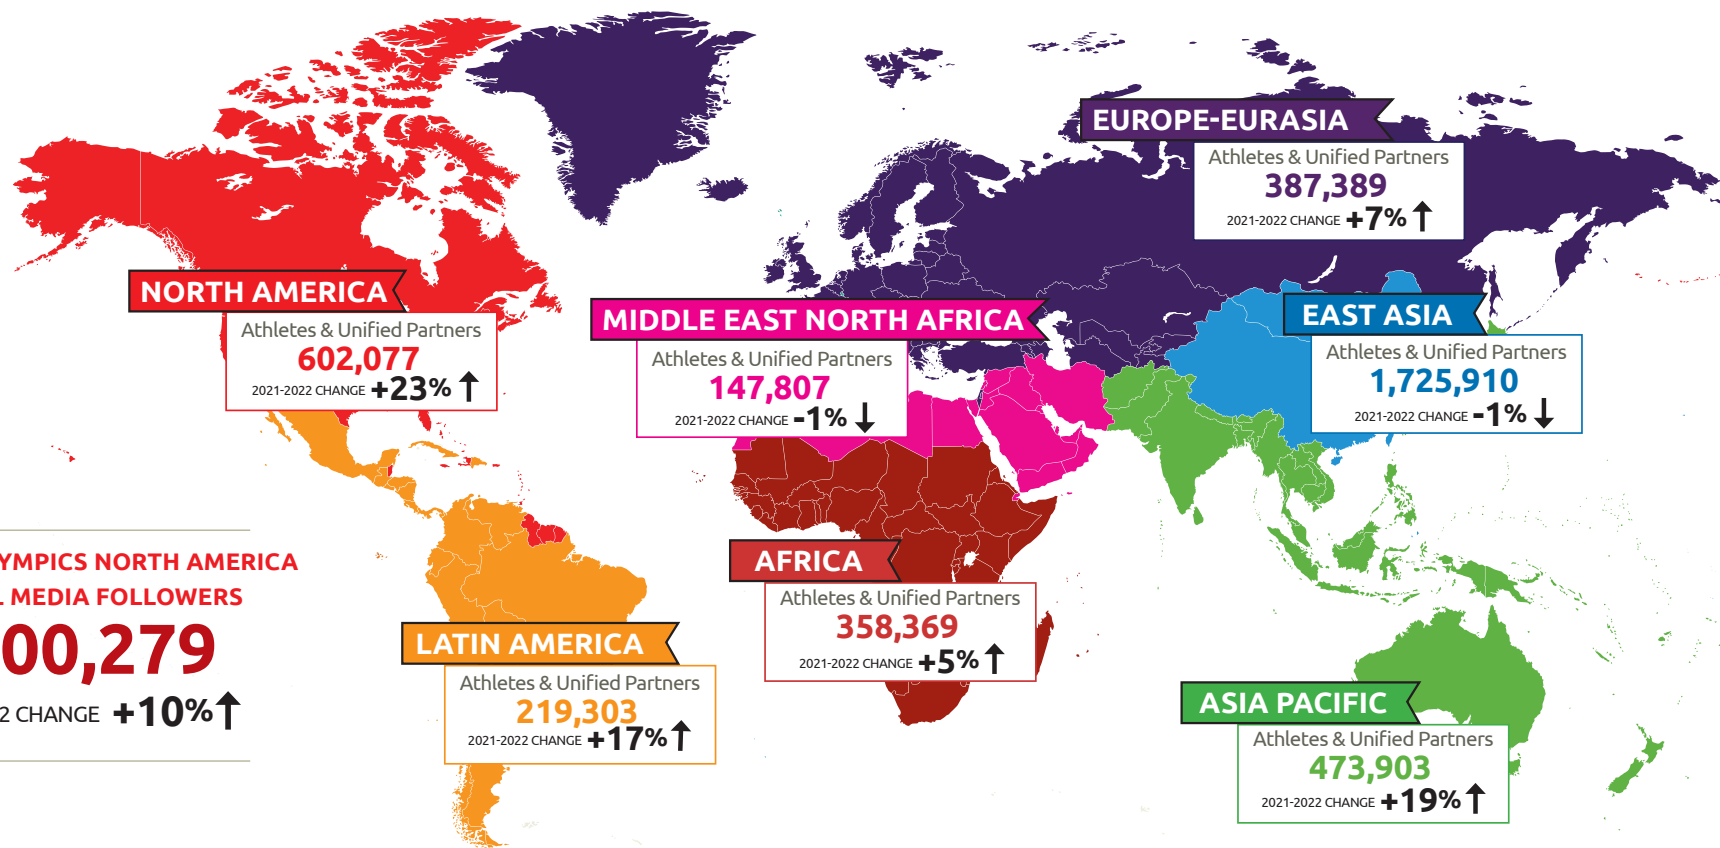 EUROPE-EURASIA
Athletes & Unified Partners
387,389
2021-2022 CHANGE +7%
NORTH AMERICA
Athletes & Unified Partners
602,077
2021-2022 CHANGE +23%
MIDDLE EAST NORTH AFRICA
Athletes & Unified Partners
147,807
2021-2022 CHANGE -1%
EAST ASIA
Athletes & Unified Partners
1,725,910
2021-2022 CHANGE -1%
YMPICS NORTH AMERICA
MEDIA FOLLOWERS
00,279
2 CHANGE +10%
AFRICA
Athletes & Unified Partners
358,369
2021-2022 CHANGE +5%
LATIN AMERICA
Athletes & Unified Partners
219,303
2021-2022 CHANGE +17%
ASIA PACIFIC
Athletes & Unified Partners
473,903
2021-2022 CHANGE +19%